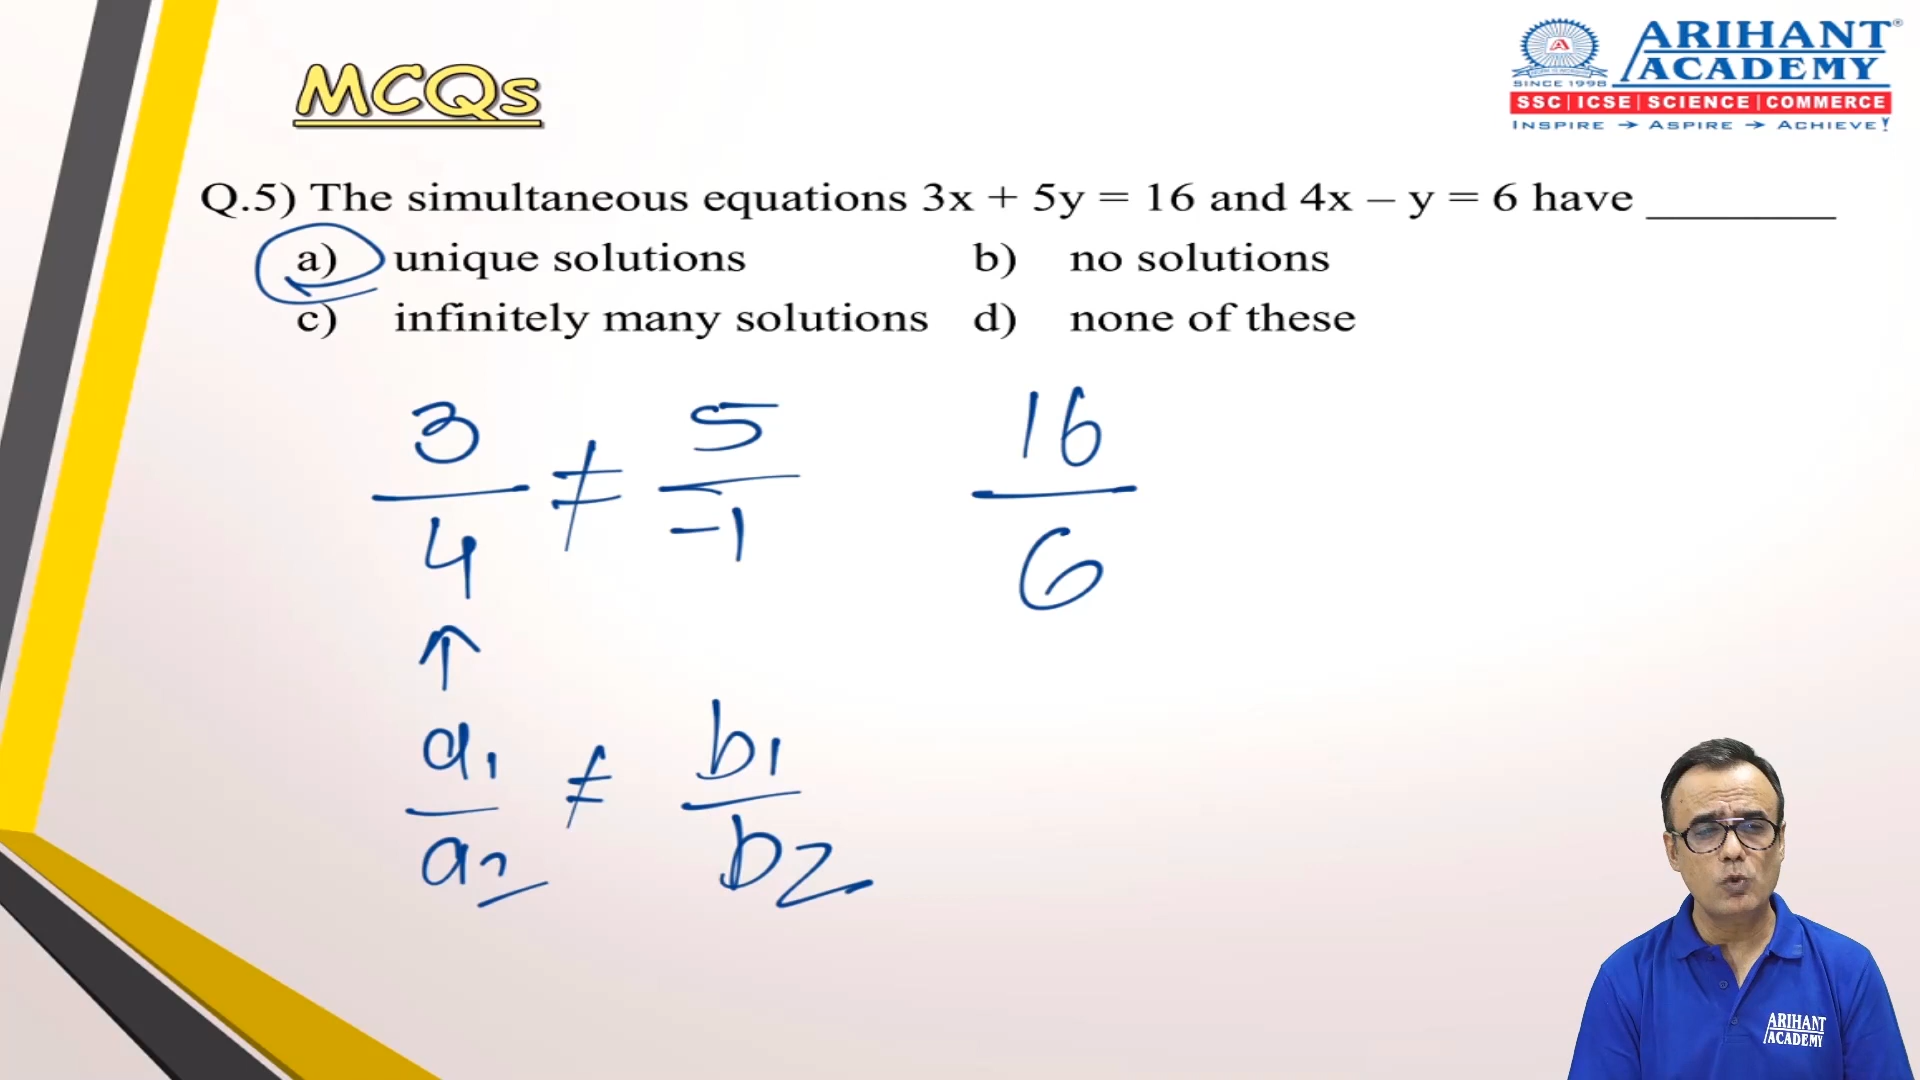 MCQs
ARIHANT
ACADEMY
SINCE 1998
SSC | ICSE | SCIENCE | COMMERCE
INSPIRE → ASPIRE → ACHIEVE!
Q.5) The simultaneous equations 3x + 5y = 16 and 4x – y = 6 have ________
a) unique solutions b) no solutions
c) infinitely many solutions d) none of these
3/4 ≠ 5/-1 16/6
↑
a1/a2 ≠ b1/b2
ARIHANT
ACADEMY